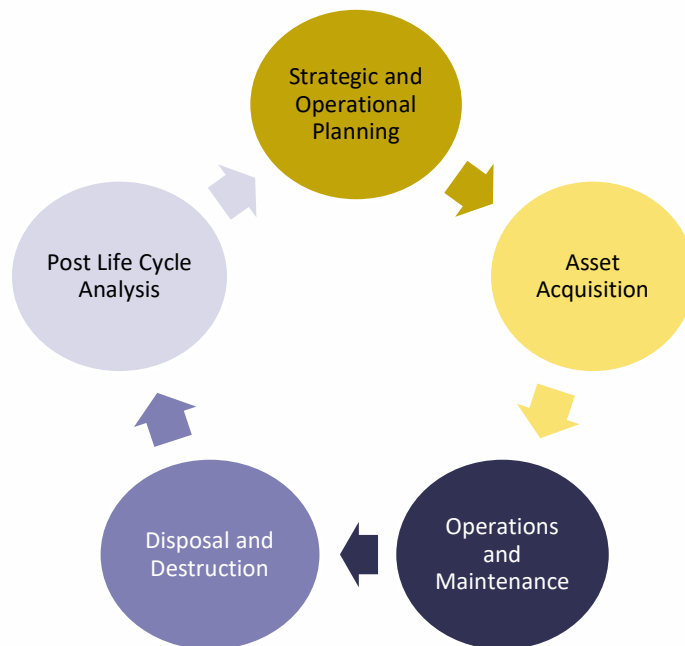 Strategic and
Operational
Planning
Asset
Acquisition
Operations
and
Maintenance
Disposal and
Destruction
Post Life Cycle
Analysis